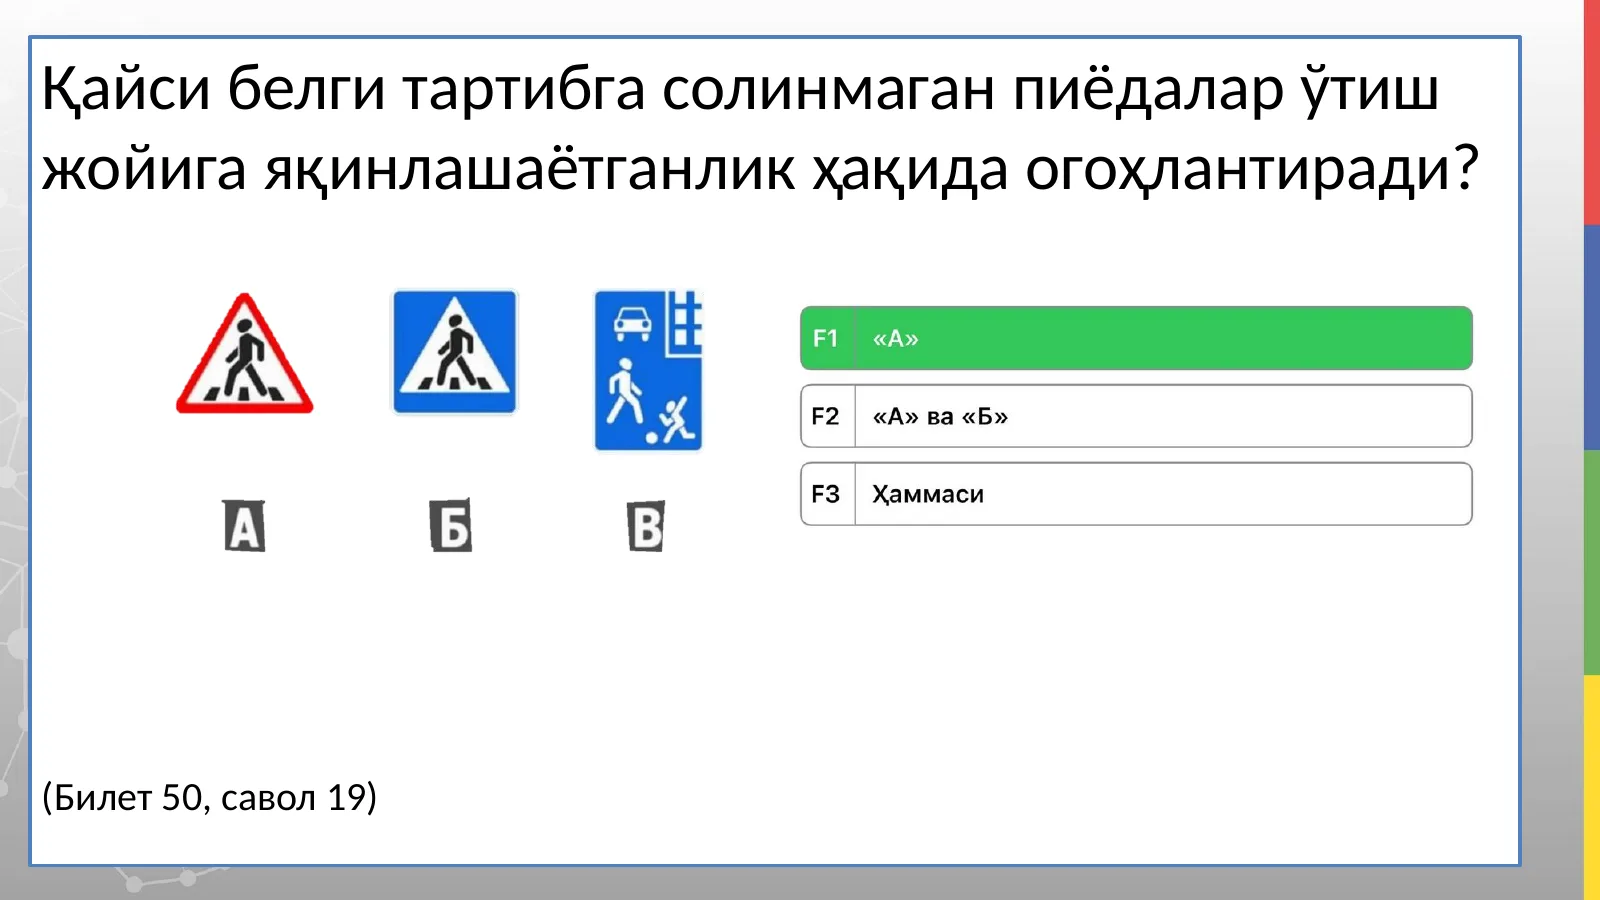 Қайси белги тартибга солинмаган пиёдалар ўтиш
жойига яқинлашаётганлик ҳақида огоҳлантиради?
А
Б
В
F1 «А»
F2 «А» ва «Б»
F3 Ҳаммаси
(Билет 50, савол 19)